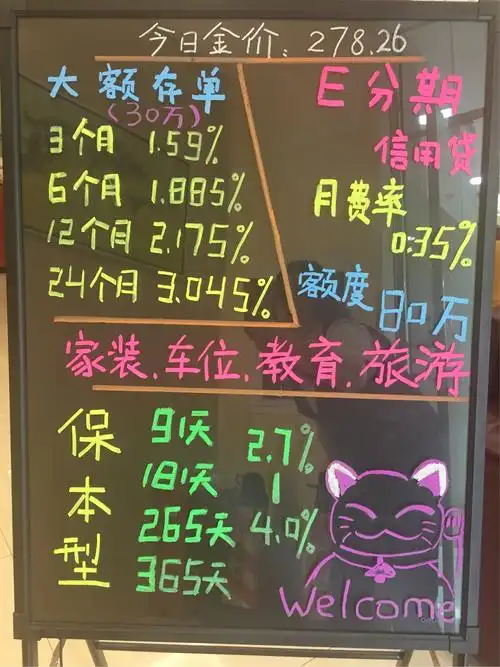 今日金价：278.26
大额存单
(30万)
3个月 1.59%
6个月 1.885%
12个月 2.175%
24个月 3.045%
E分期
信用贷
月费率
0.35%
额度 80万
家装.车位.教育.旅游
保本型
91天
181天
265天
365天
2.7%
|
4.0%
Welcome